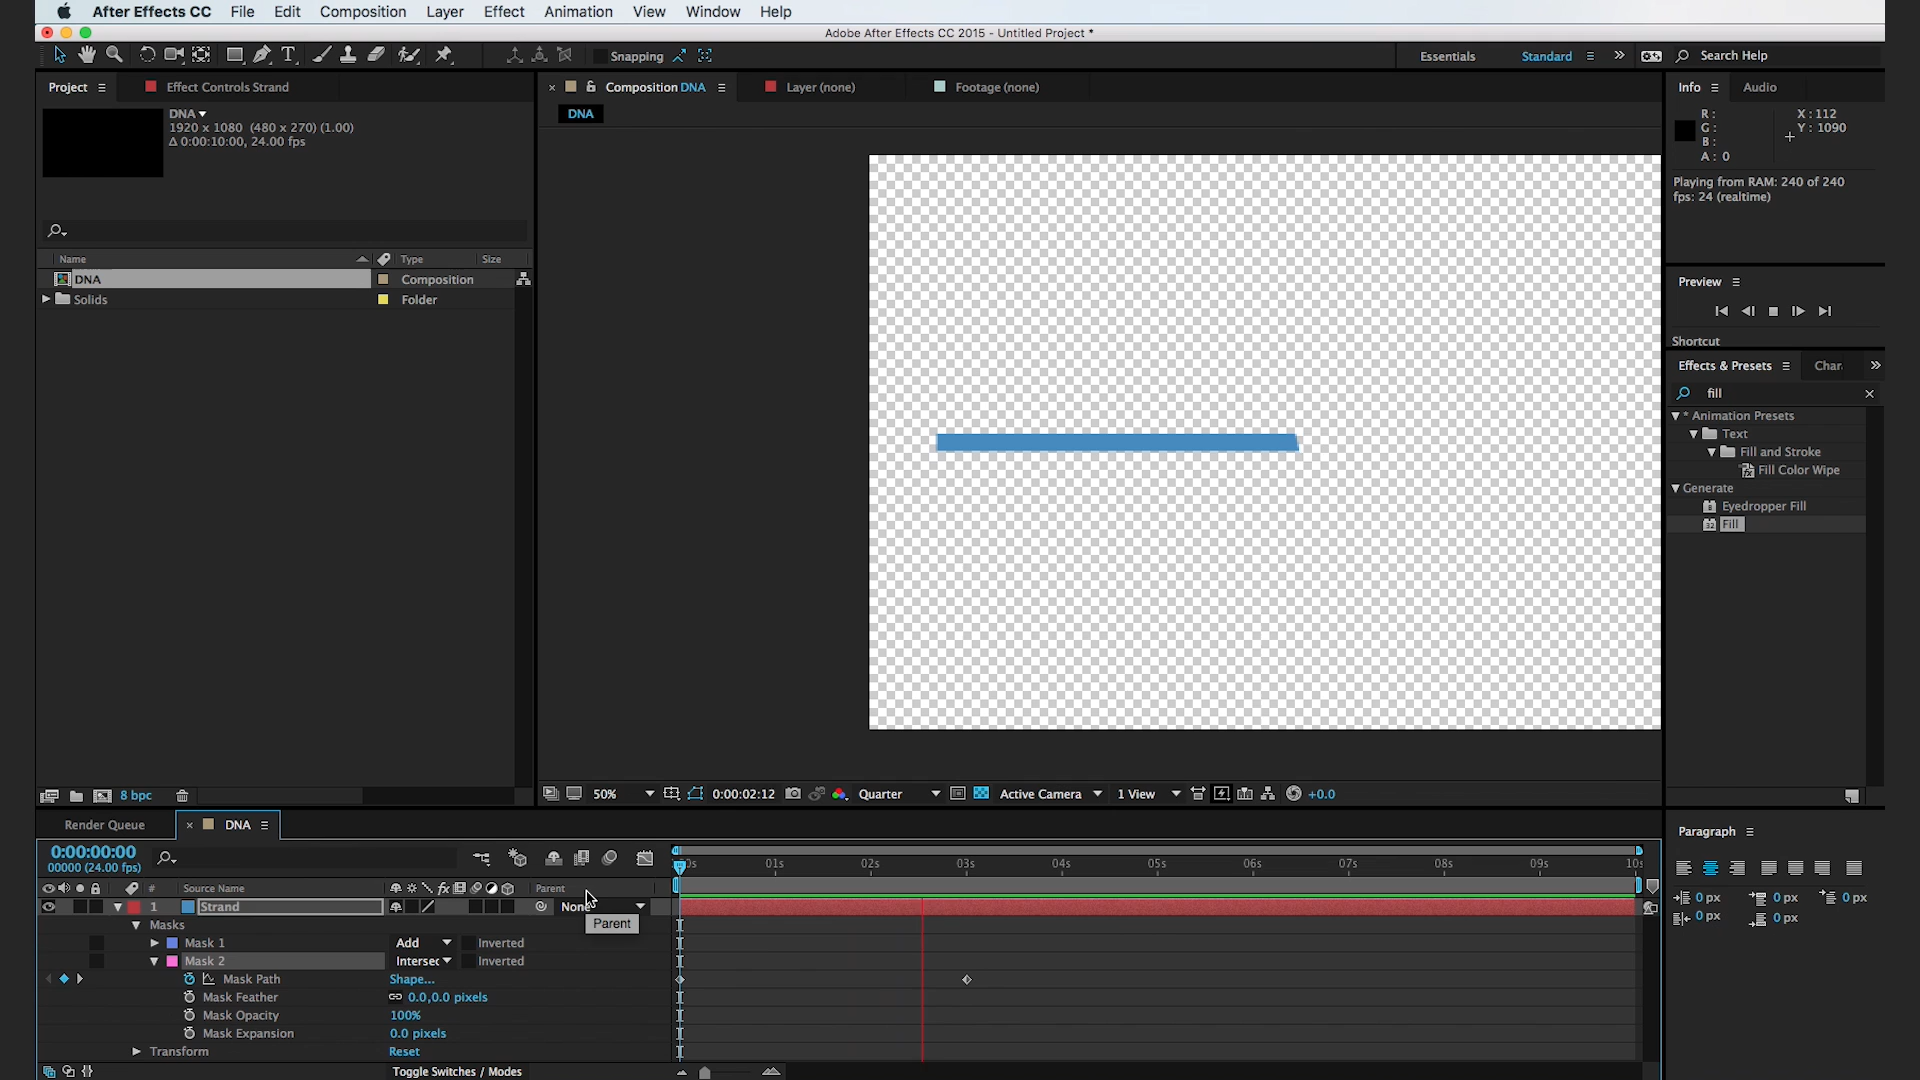 After Effects CC File Edit Composition Layer Effect Animation View Window Help
Adobe After Effects CC 2015 - Untitled Project *
Snapping Essentials Standard Search Help
Project Effect Controls Strand
Composition DNA Layer (none) Footage (none)
Info Audio
DNA
1920 x 1080 (480 x 270) (1.00)
Δ 0:00:10:00, 24.00 fps
DNA
R:
G:
B:
A: 0
X: 112
Y: 1090
Playing from RAM: 240 of 240
fps: 24 (realtime)
Name Type Size
DNA Composition
Solids Folder
Preview
Shortcut
Effects & Presets Char
fill
* Animation Presets
Text
Fill and Stroke
Fill Color Wipe
Generate
Eyedropper Fill
32 Fill
8 bpc
50% 0:00:02:12 Quarter Active Camera 1 View +0.0
Render Queue DNA
0:00:00:00
00000 (24.00 fps)
01s 02s 03s 04s 05s 06s 07s 08s 09s 10s
# Source Name fx Parent
1 Strand None
Parent
Masks
Mask 1 Add Inverted
Mask 2 Intersec Inverted
Mask Path Shape...
Mask Feather 0.0,0.0 pixels
Mask Opacity 100%
Mask Expansion 0.0 pixels
Transform Reset
Toggle Switches / Modes
Paragraph
0 px 0 px 0 px
0 px 0 px